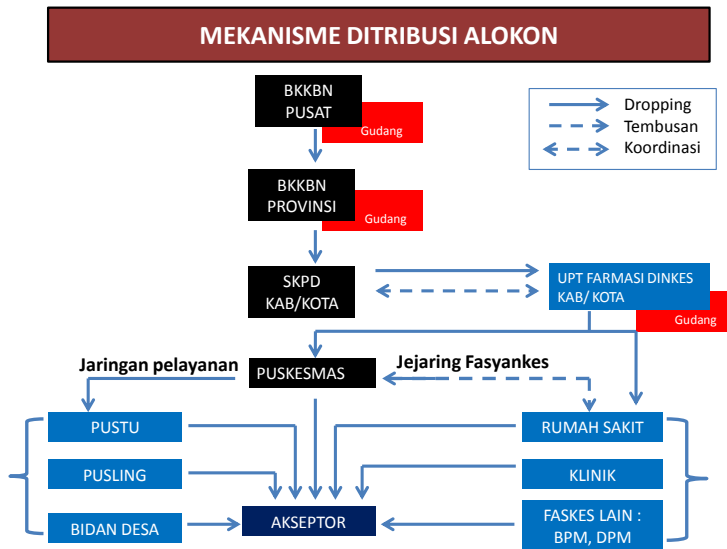 MEKANISME DITRIBUSI ALOKON
BKKBN
PUSAT
Gudang
Dropping
Tembusan
Koordinasi
BKKBN
PROVINSI
Gudang
SKPD
KAB/KOTA
UPT FARMASI DINKES
KAB/ KOTA
Gudang
Jaringan pelayanan
PUSKESMAS
Jejaring Fasyankes
PUSTU
RUMAH SAKIT
PUSLING
KLINIK
BIDAN DESA
AKSEPTOR
FASKES LAIN :
BPM, DPM